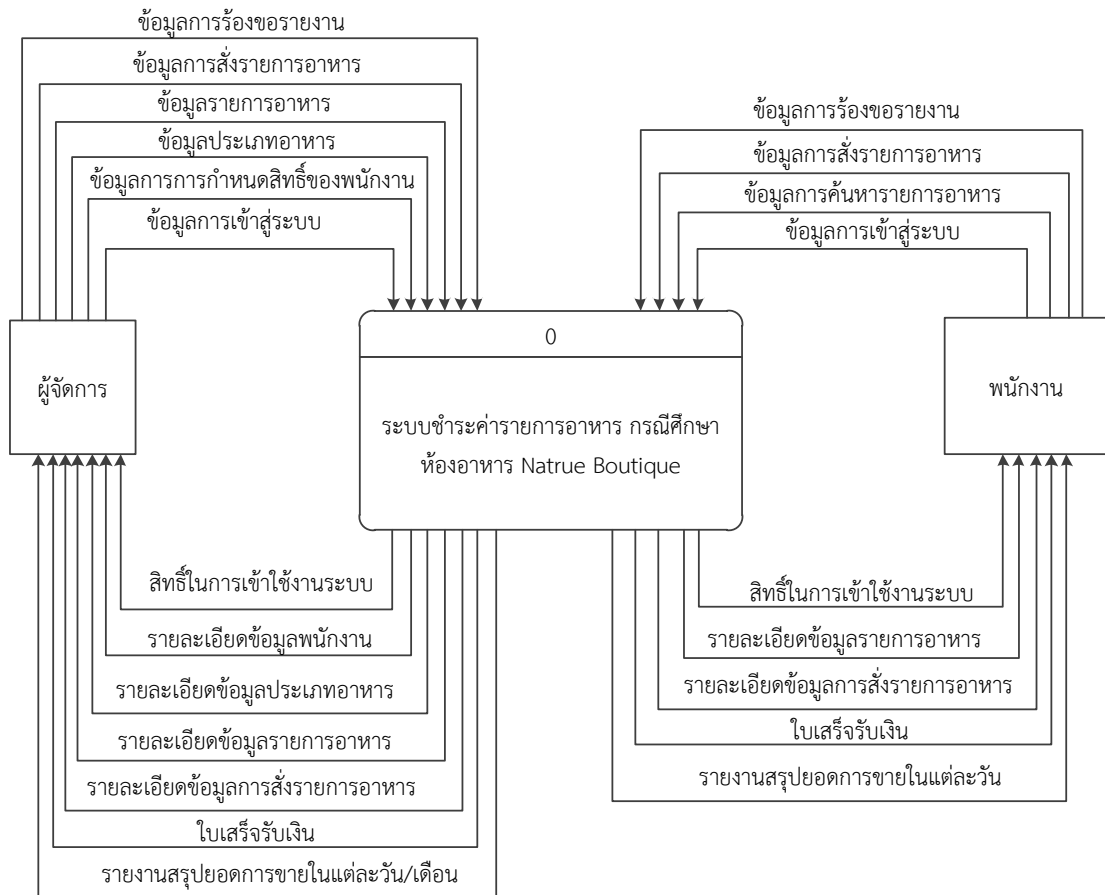 ข้อมูลการร้องขอรายงาน
ข้อมูลการสั่งรายการอาหาร
ข้อมูลรายการอาหาร
ข้อมูลประเภทอาหาร
ข้อมูลการการกำหนดสิทธิ์ของพนักงาน
ข้อมูลการเข้าสู่ระบบ
ข้อมูลการร้องขอรายงาน
ข้อมูลการสั่งรายการอาหาร
ข้อมูลการค้นหารายการอาหาร
ข้อมูลการเข้าสู่ระบบ
ผู้จัดการ
0
ระบบชำระค่ารายการอาหาร กรณีศึกษา
ห้องอาหาร Natrue Boutique
พนักงาน
สิทธิ์ในการเข้าใช้งานระบบ
รายละเอียดข้อมูลพนักงาน
รายละเอียดข้อมูลประเภทอาหาร
รายละเอียดข้อมูลรายการอาหาร
รายละเอียดข้อมูลการสั่งรายการอาหาร
ใบเสร็จรับเงิน
รายงานสรุปยอดการขายในแต่ละวัน/เดือน
สิทธิ์ในการเข้าใช้งานระบบ
รายละเอียดข้อมูลรายการอาหาร
รายละเอียดข้อมูลการสั่งรายการอาหาร
ใบเสร็จรับเงิน
รายงานสรุปยอดการขายในแต่ละวัน